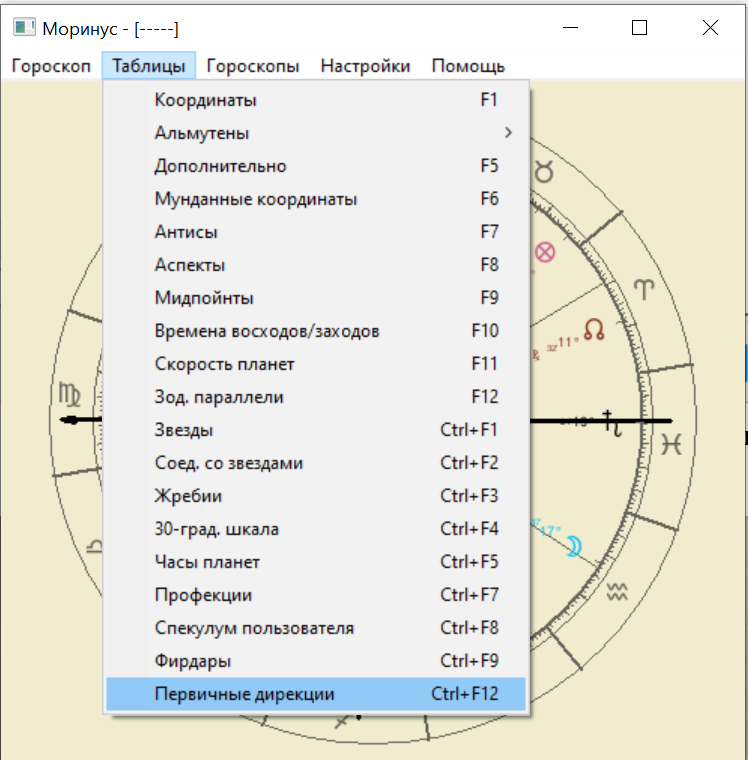 Моринус - [-----]
Гороскоп Таблицы Гороскопы Настройки Помощь
Координаты F1
Альмутены
Дополнительно F5
Мунданные координаты F6
Антисы F7
Аспекты F8
Мидпойнты F9
Времена восходов/заходов F10
Скорость планет F11
Зод. параллели F12
Звезды Ctrl+F1
Соед. со звездами Ctrl+F2
Жребии Ctrl+F3
30-град. шкала Ctrl+F4
Часы планет Ctrl+F5
Профекции Ctrl+F7
Спекулум пользователя Ctrl+F8
Фирдары Ctrl+F9
Первичные дирекции Ctrl+F12
11°
17°